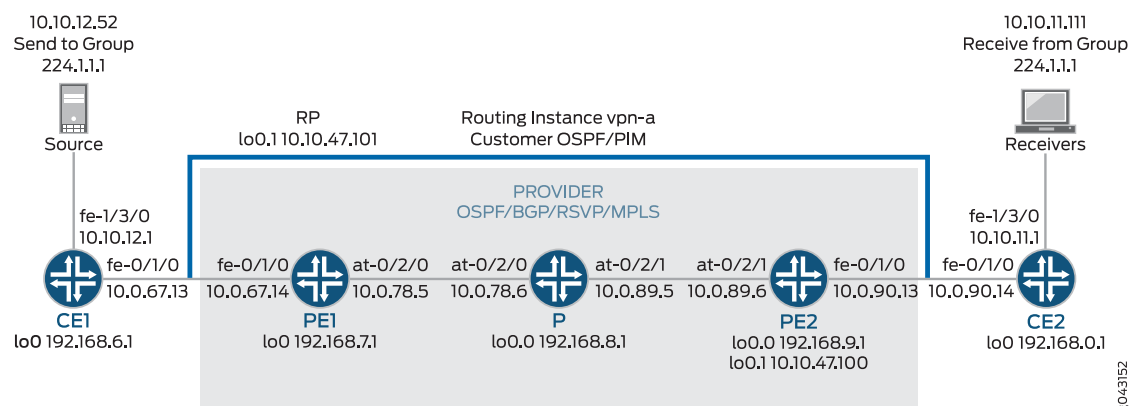 10.10.12.52
Send to Group
224.1.1.1
Source
10.10.11.111
Receive from Group
224.1.1.1
Receivers
RP
lo0.1 10.10.47.101
Routing Instance vpn-a
Customer OSPF/PIM
PROVIDER
OSPF/BGP/RSVP/MPLS
fe-1/3/0
10.10.12.1
fe-1/3/0
10.10.11.1
fe-0/1/0
10.0.67.13
fe-0/1/0
10.0.67.14
at-0/2/0
10.0.78.5
at-0/2/0
10.0.78.6
at-0/2/1
10.0.89.5
at-0/2/1
10.0.89.6
fe-0/1/0
10.0.90.13
fe-0/1/0
10.0.90.14
CE1
lo0 192.168.6.1
PE1
lo0 192.168.7.1
P
lo0.0 192.168.8.1
PE2
lo0.0 192.168.9.1
lo0.1 10.10.47.100
CE2
lo0 192.168.0.1
043152